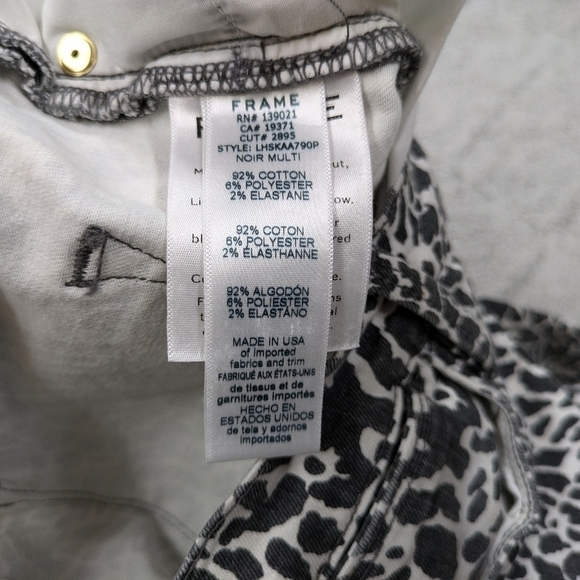 FRAME
RN# 139021
CA# 19371
CUT# 2895
STYLE: LHSKAA790P
NOIR MULTI
92% COTTON
6% POLYESTER
2% ELASTANE
92% COTON
6% POLYESTER
2% ÉLASTHANNE
92% ALGODÓN
6% POLIESTER
2% ELASTANO
MADE IN USA
of imported
fabrics and trim
FABRIQUÉ AUX ÉTATS-UNIS
de tissus et de
garnitures importés
HECHO EN
ESTADOS UNIDOS
de tela y adornos
importados